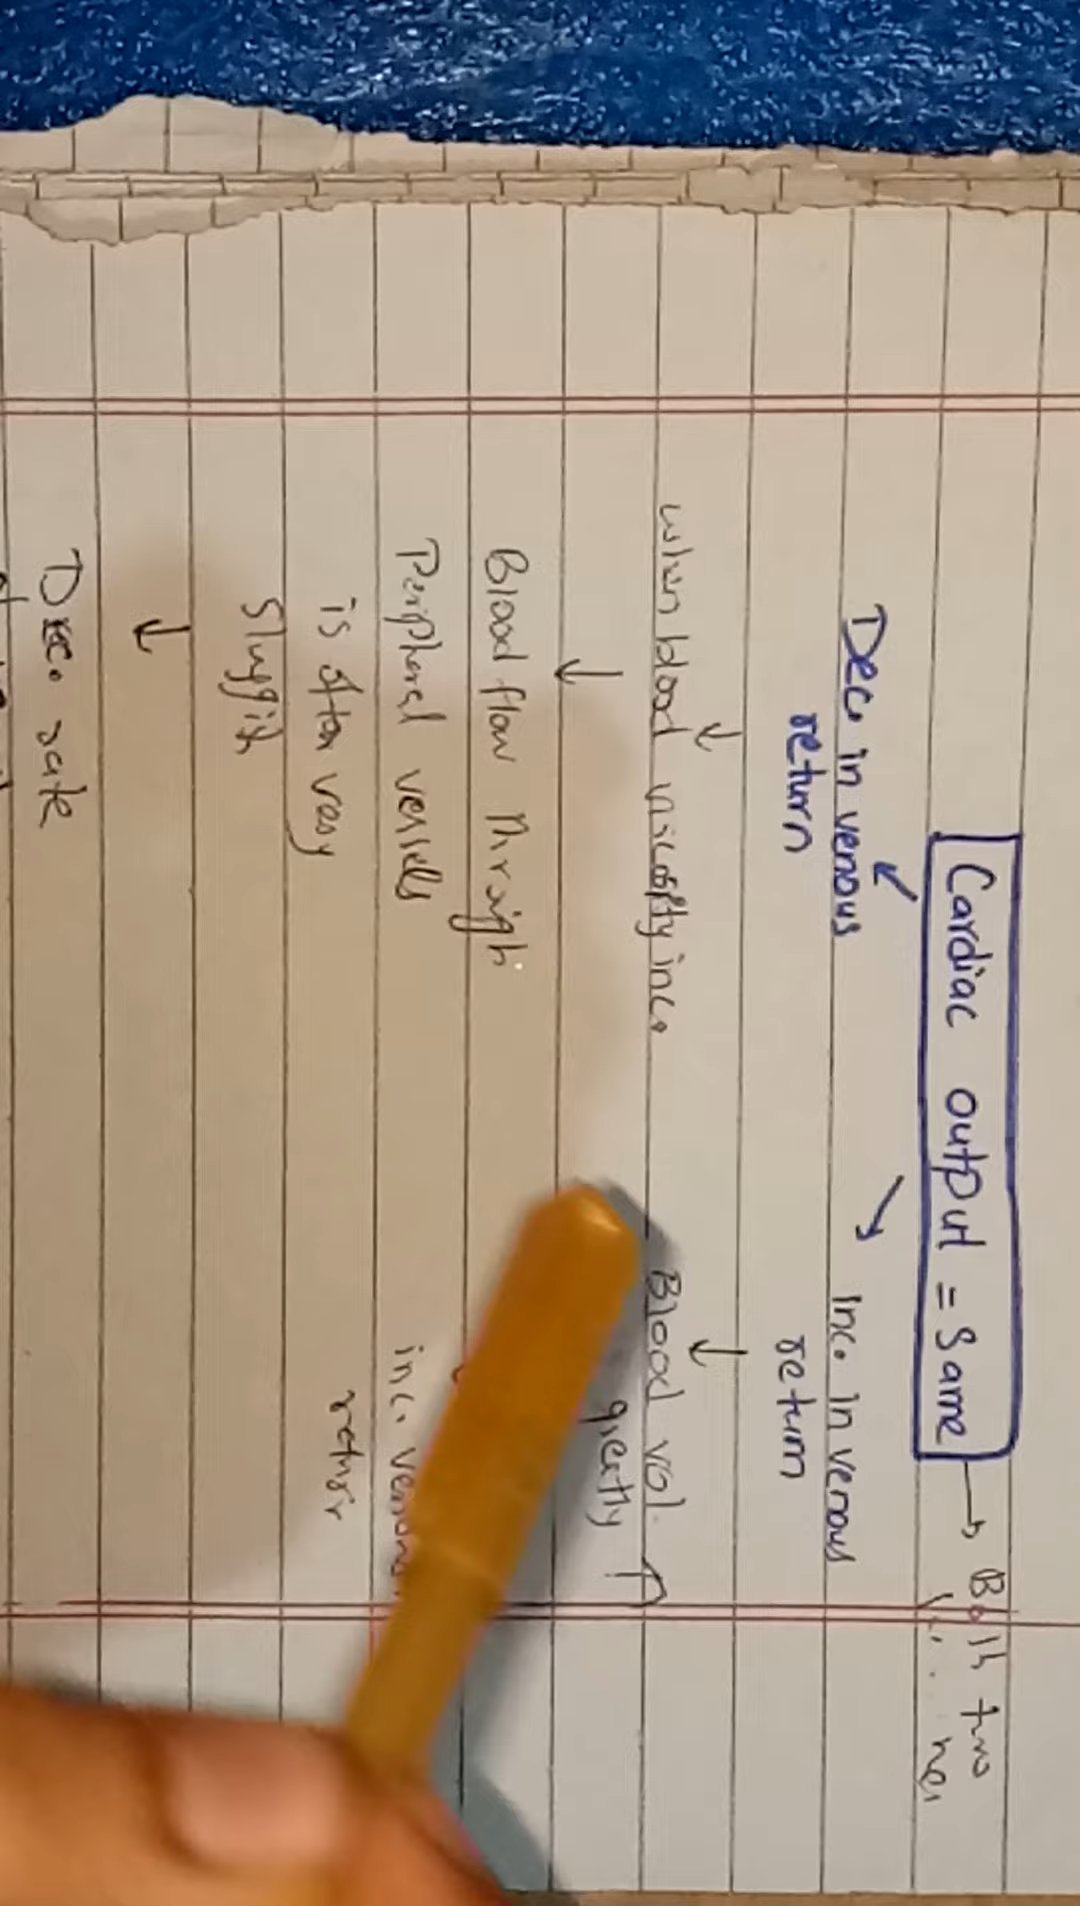 Cardiac output = same → Both two
Dec. in venous
return
Inc. in venous
return
↓
when blood viscosity inc.
↓
Blood flow through
Peripheral vessels
is often very
sluggish
↓
Dec. rate
↓
Blood vol. ↑
greatly
inc. venous
return